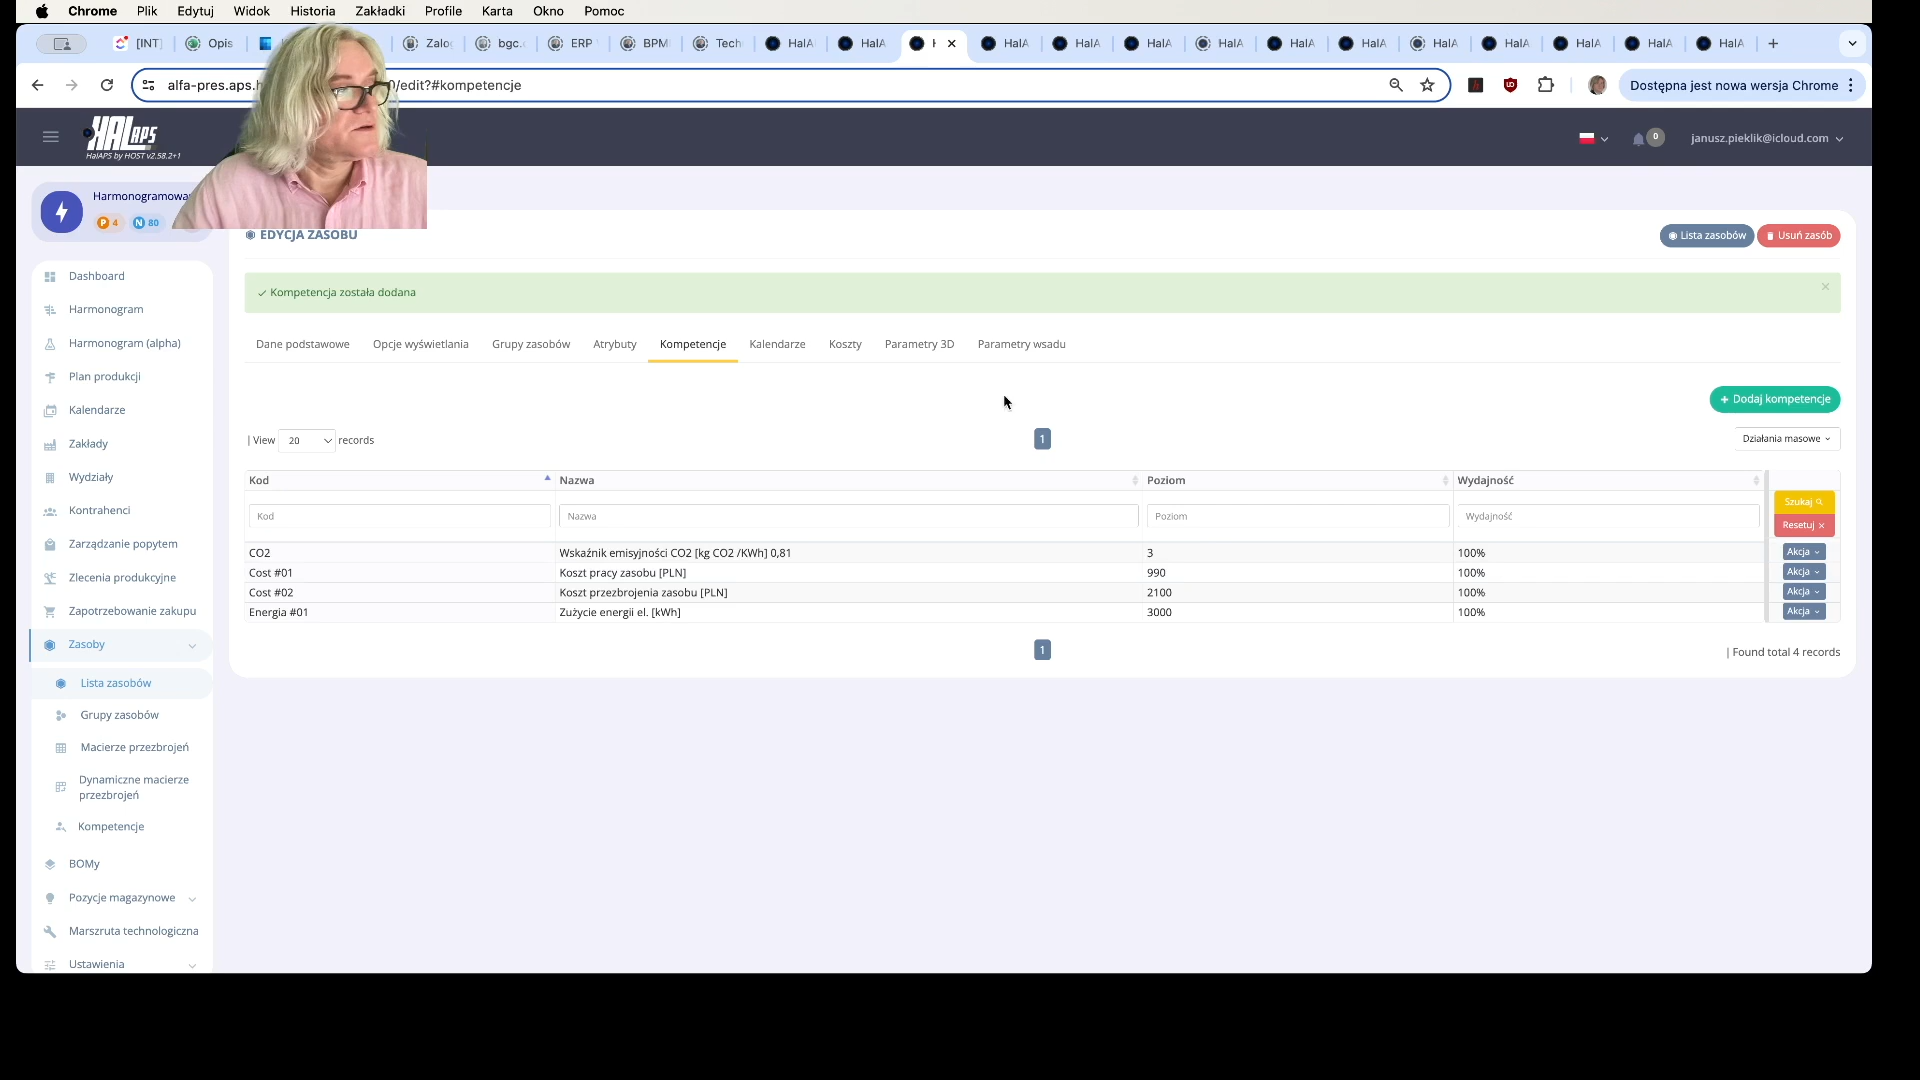 Chrome Plik Edytuj Widok Historia Zakładki Profile Karta Okno Pomoc
[INT] Opis Zalo bgc. ERP BPM Tech HalA HalA HalA HalA HalA HalA HalA HalA HalA HalA HalA HalA HalA
alfa-pres.aps.h /edit?#kompetencje Dostępna jest nowa wersja Chrome
HALAPS
HalAPS by HOST v2.58.2+1
0 janusz.pieklik@icloud.com
Harmonogramowa
P 4 N 80
EDYCJA ZASOBU Lista zasobów Usuń zasób
Kompetencja została dodana
Dane podstawowe Opcje wyświetlania Grupy zasobów Atrybuty Kompetencje Kalendarze Koszty Parametry 3D Parametry wsadu
+ Dodaj kompetencje
| View 20 records 1 Działania masowe
Kod Nazwa Poziom Wydajność
Kod Nazwa Poziom Wydajność Szukaj
Resetuj
CO2 Wskaźnik emisyjności CO2 [kg CO2 /KWh] 0,81 3 100% Akcja
Cost #01 Koszt pracy zasobu [PLN] 990 100% Akcja
Cost #02 Koszt przezbrojenia zasobu [PLN] 2100 100% Akcja
Energia #01 Zużycie energii el. [kWh] 3000 100% Akcja
1 | Found total 4 records
Dashboard
Harmonogram
Harmonogram (alpha)
Plan produkcji
Kalendarze
Zakłady
Wydziały
Kontrahenci
Zarządzanie popytem
Zlecenia produkcyjne
Zapotrzebowanie zakupu
Zasoby
Lista zasobów
Grupy zasobów
Macierze przezbrojeń
Dynamiczne macierze
przezbrojeń
Kompetencje
BOMy
Pozycje magazynowe
Marszruta technologiczna
Ustawienia